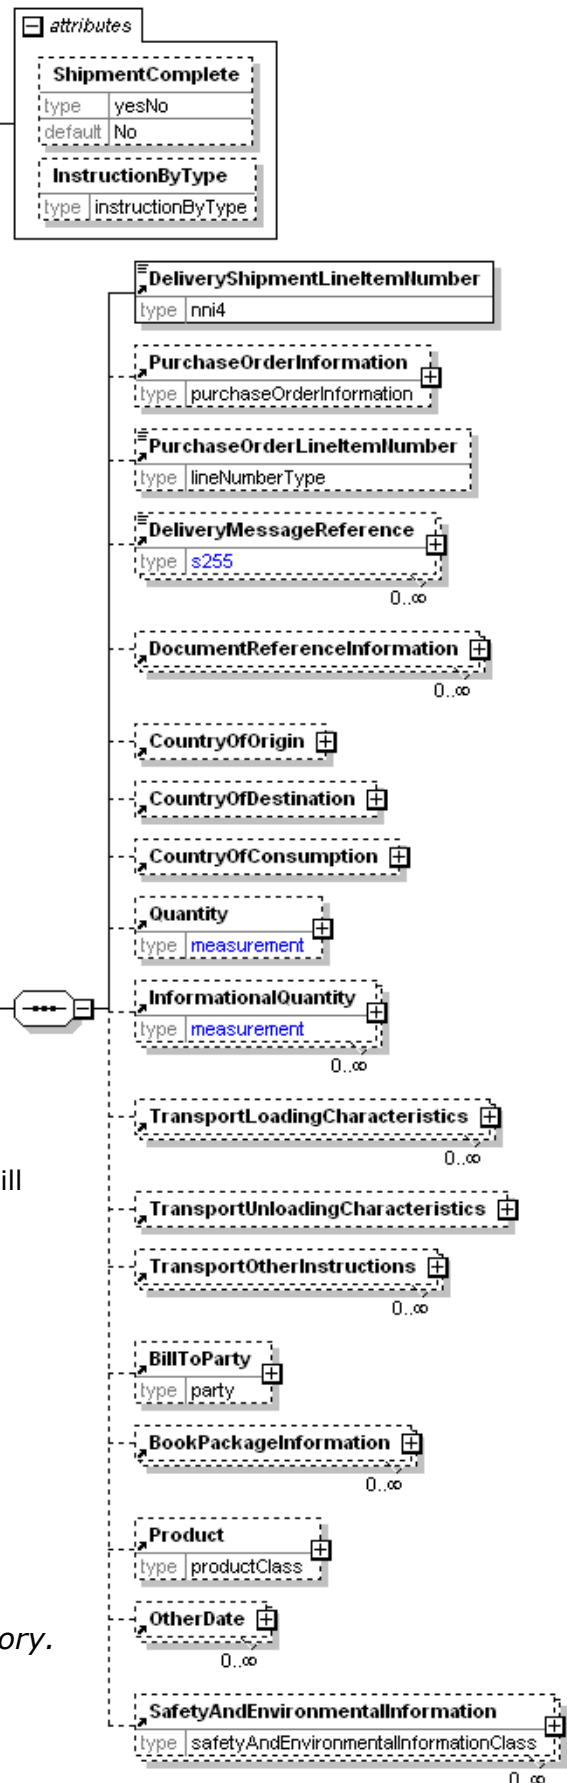 attributes
ShipmentComplete
type yesNo
default No
InstructionByType
type instructionByType
DeliveryShipmentLineItemNumber
type nni4
PurchaseOrderInformation
type purchaseOrderInformation
PurchaseOrderLineItemNumber
type lineNumberType
DeliveryMessageReference
type s255
0..∞
DocumentReferenceInformation
0..∞
CountryOfOrigin
CountryOfDestination
CountryOfConsumption
Quantity
type measurement
InformationalQuantity
type measurement
0..∞
TransportLoadingCharacteristics
0..∞
ill
TransportUnloadingCharacteristics
TransportOtherInstructions
0..∞
BillToParty
type party
BookPackageInformation
0..∞
Product
type productClass
OtherDate
ory.
0..∞
SafetyAndEnvironmentalInformation
type safetyAndEnvironmentalInformationClass
0..∞